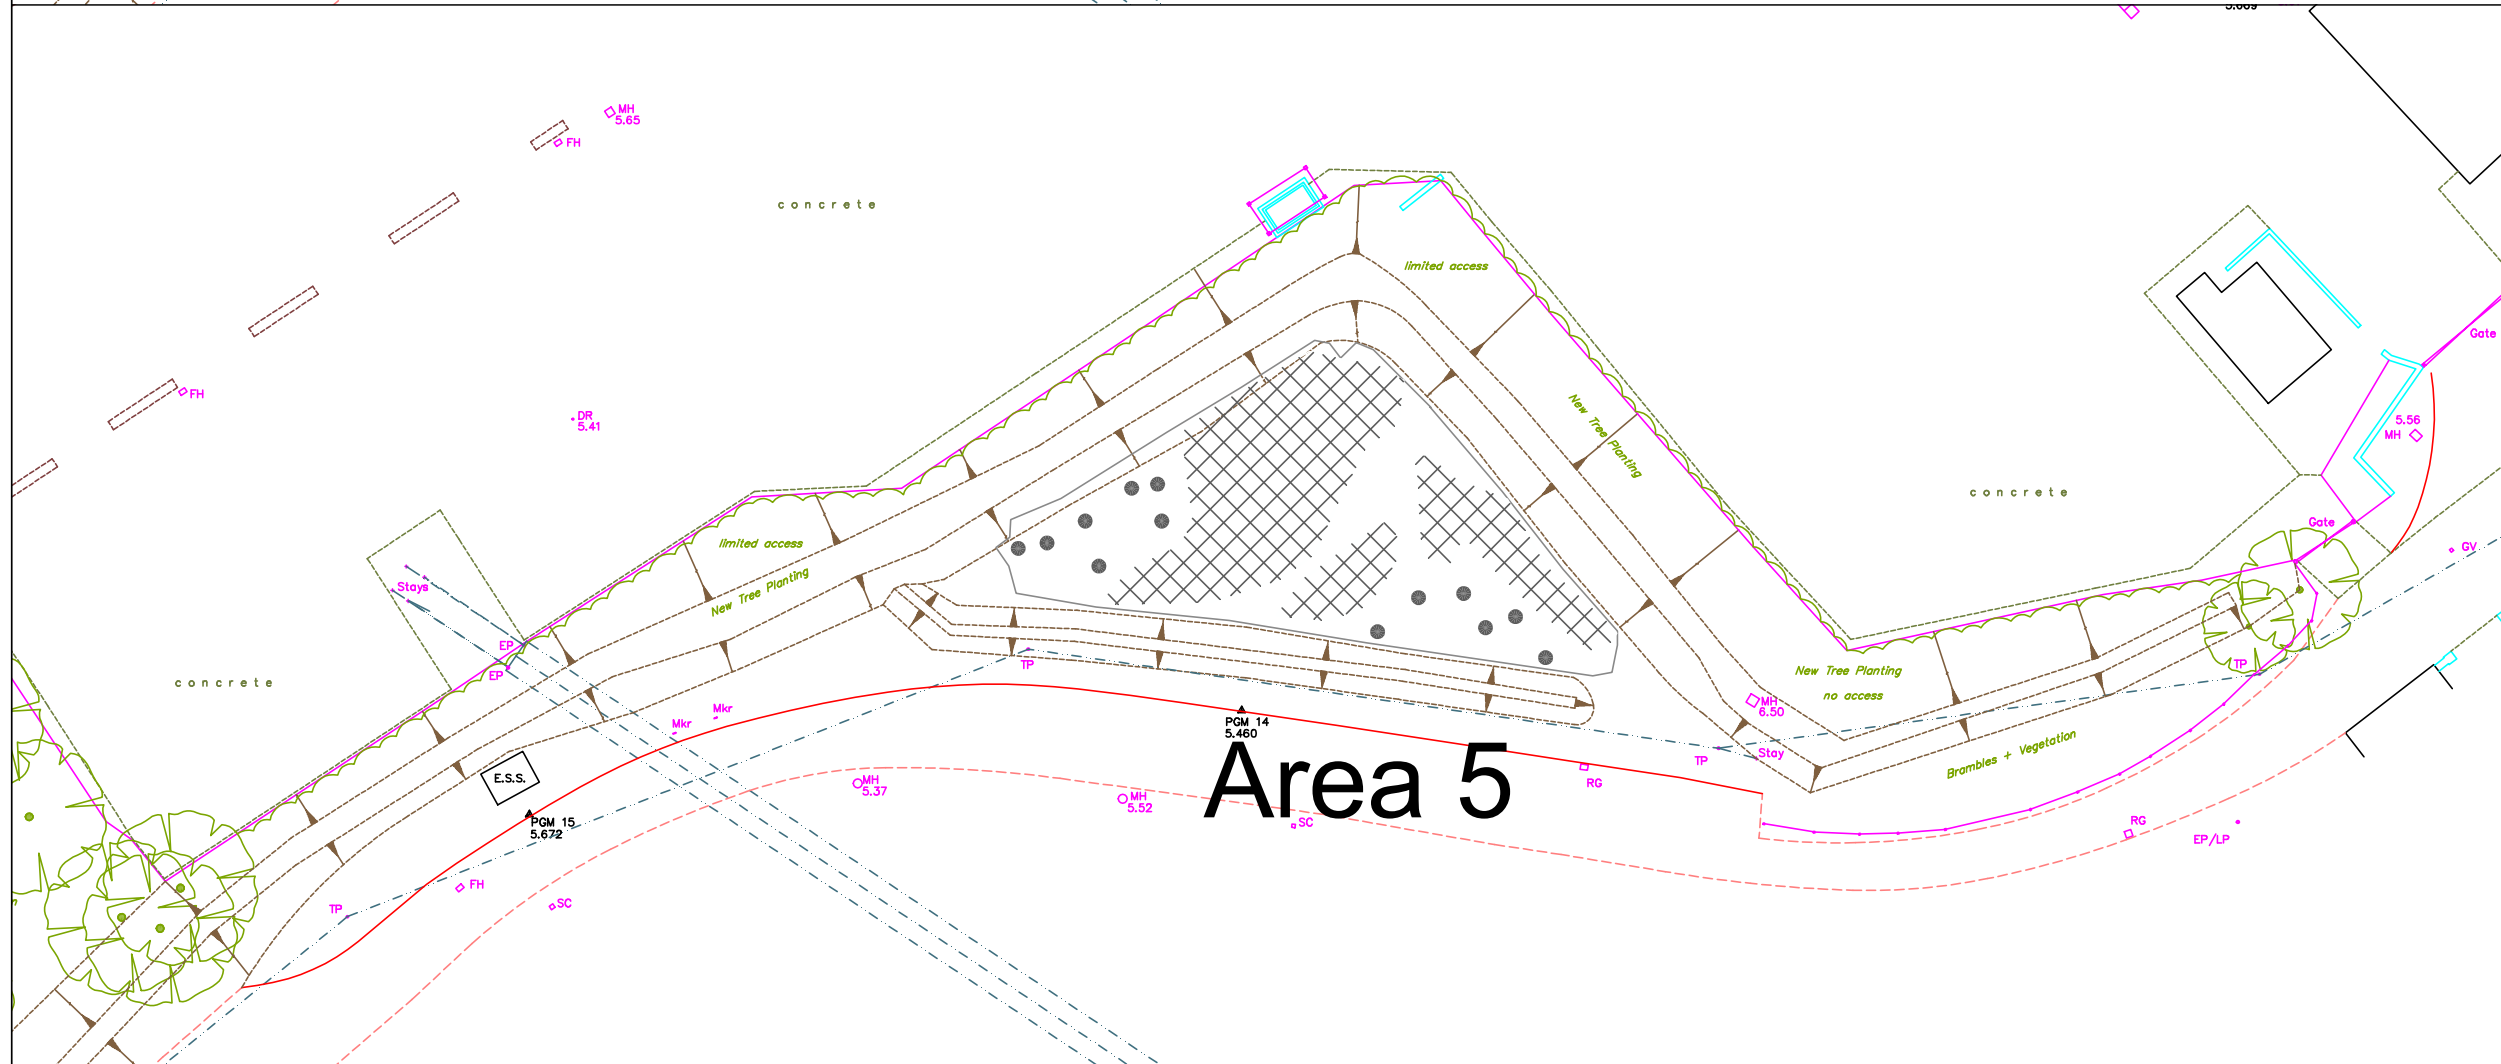 MH
5.65
FH
concrete
limited access
Gate
FH
DR
5.41
New Tree Planting
5.56
MH
concrete
Gate
GV
limited access
New Tree Planting
Stays
EP
EP
concrete
TP
TP
New Tree Planting
no access
MH
6.50
Mkr
Mkr
PGM 14
5.460
Stay
TP
Brambles + Vegetation
E.S.S.
Area 5
MH
5.37
RG
MH
5.52
SC
PGM 15
5.672
RG
EP/LP
FH
SC
TP